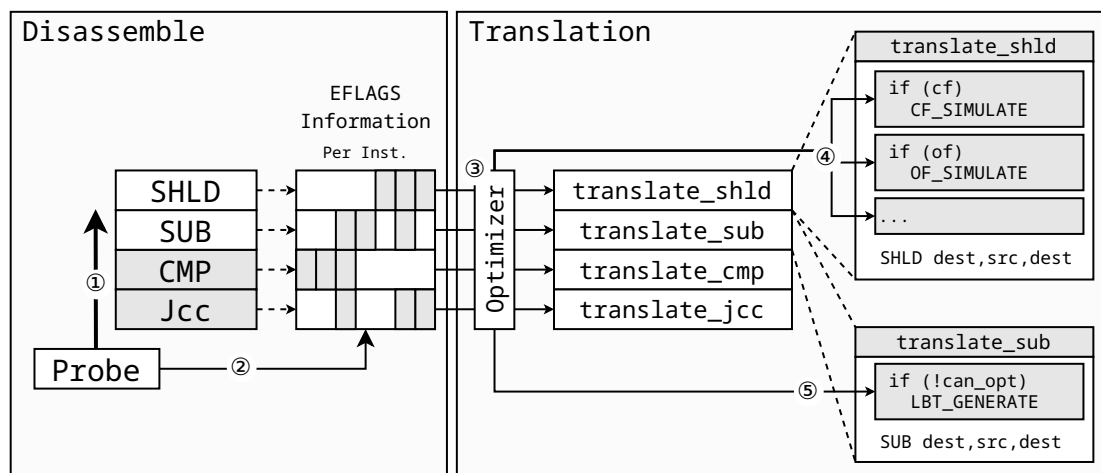 Disassemble
EFLAGS
Information
Per Inst.
SHLD
SUB
CMP
Jcc
①
Probe
②
Translation
③
Optimizer
translate_shld
translate_sub
translate_cmp
translate_jcc
④
⑤
translate_shld
if (cf)
CF_SIMULATE
if (of)
OF_SIMULATE
...
SHLD dest,src,dest
translate_sub
if (!can_opt)
LBT_GENERATE
SUB dest,src,dest